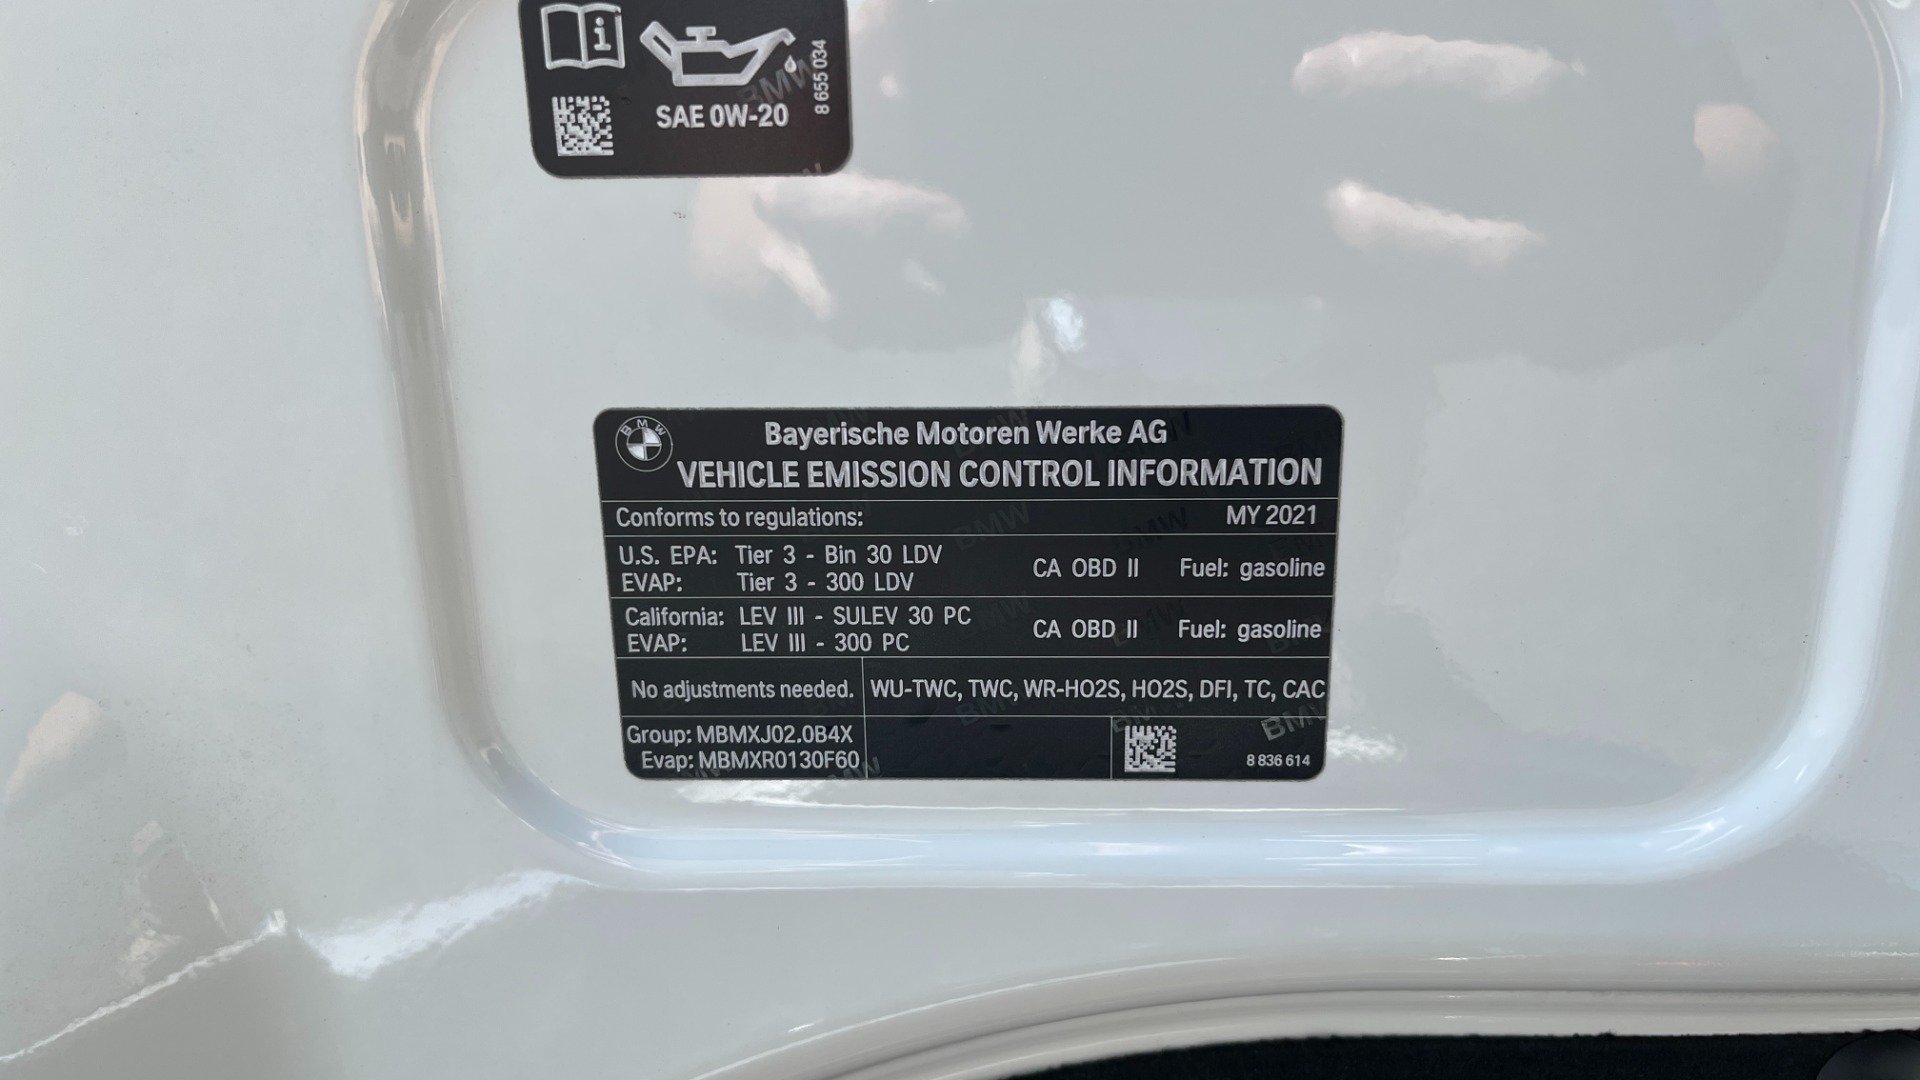 SAE 0W-20
8 655 034
BMW
Bayerische Motoren Werke AG
VEHICLE EMISSION CONTROL INFORMATION
Conforms to regulations: MY 2021
U.S. EPA: Tier 3 - Bin 30 LDV
EVAP: Tier 3 - 300 LDV
CA OBD II Fuel: gasoline
California: LEV III - SULEV 30 PC
EVAP: LEV III - 300 PC
CA OBD II Fuel: gasoline
No adjustments needed. WU-TWC, TWC, WR-HO2S, HO2S, DFI, TC, CAC
Group: MBMXJ02.0B4X
Evap: MBMXR0130F60
8 836 614